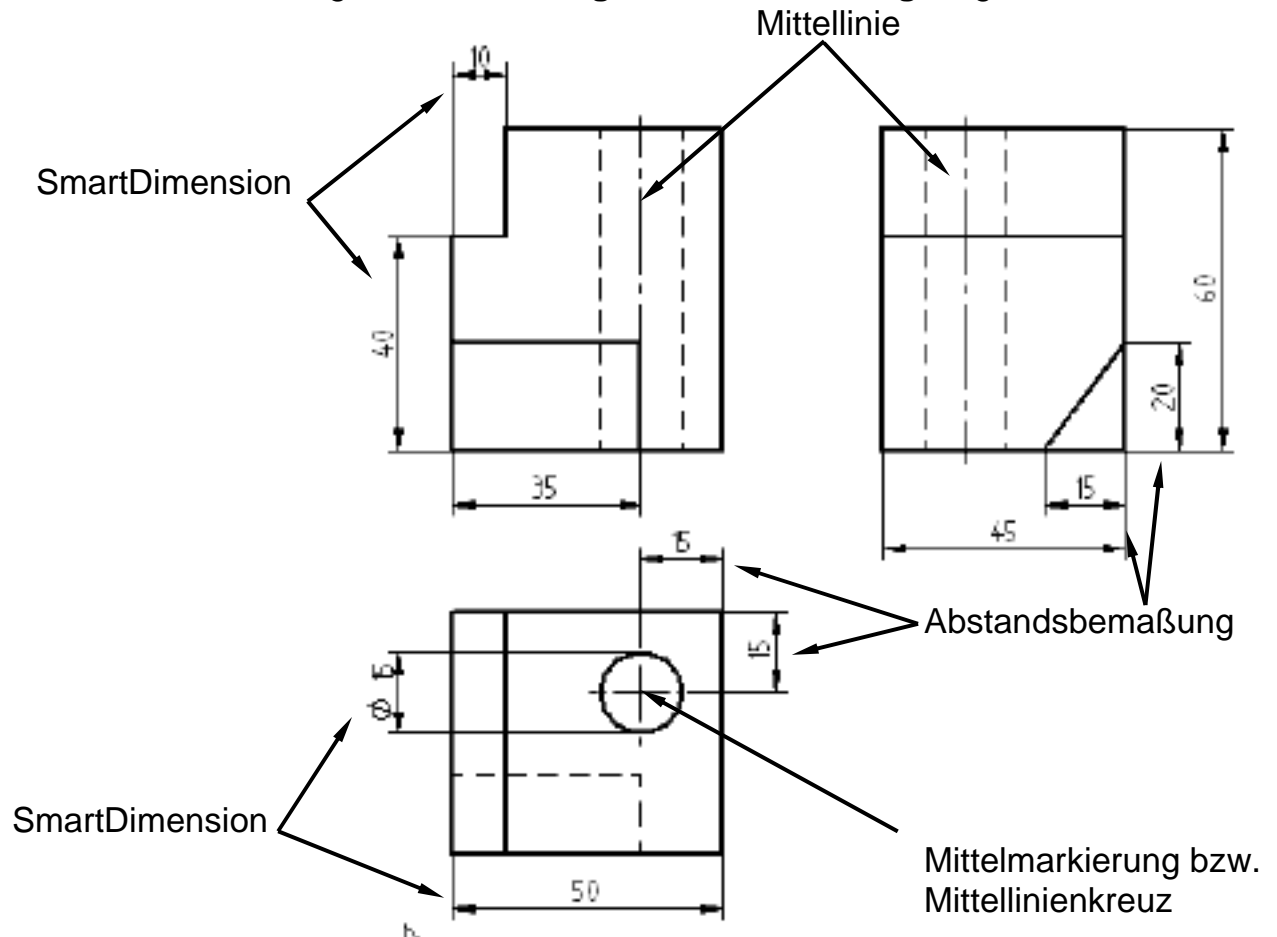 Mittellinie
10
SmartDimension
40
60
20
35
15
45
15
Abstandsbemaßung
15
Ø 15
SmartDimension
Mittelmarkierung bzw.
Mittellinienkreuz
50